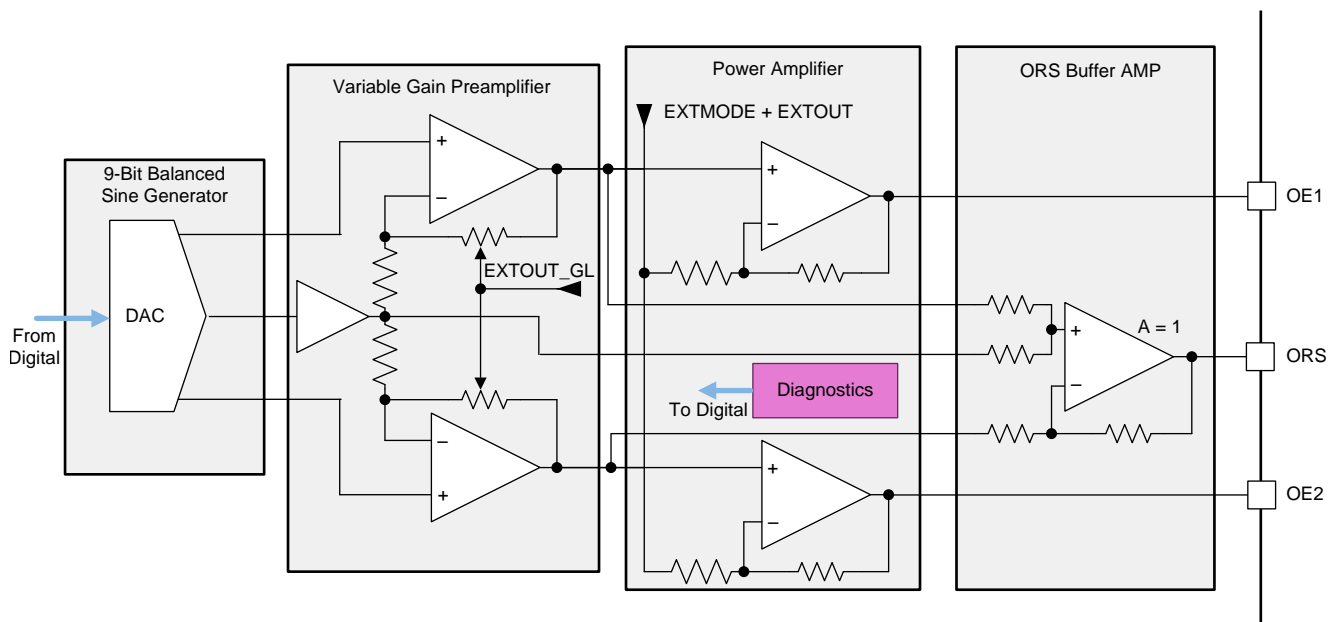 9-Bit Balanced
Sine Generator
DAC
From
Digital
Variable Gain Preamplifier
+
−
EXTOUT_GL
−
+
Power Amplifier
EXTMODE + EXTOUT
+
−
Diagnostics
To Digital
+
−
ORS Buffer AMP
A = 1
+
−
OE1
ORS
OE2